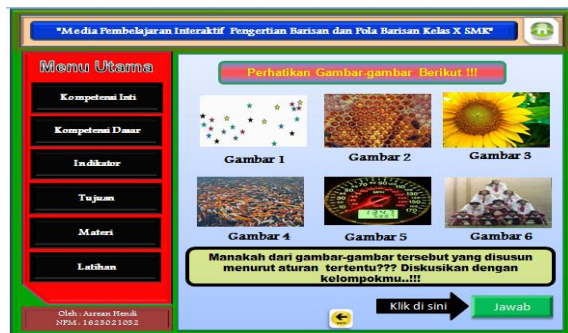 "Media Pembelajaran Interaktif Pengertian Barisan dan Pola Barisan Kelas X SMK"
Menu Utama
Kompetensi Inti
Kompetensi Dasar
Indikator
Tujuan
Materi
Latihan
Oleh : Asrean Hendi
NPM : 1623021032
Perhatikan Gambar-gambar Berikut !!!
Gambar 1
Gambar 2
Gambar 3
Gambar 4
Gambar 5
Gambar 6
Manakah dari gambar-gambar tersebut yang disusun
menurut aturan tertentu??? Diskusikan dengan
kelompokmu..!!!
Klik di sini
Jawab